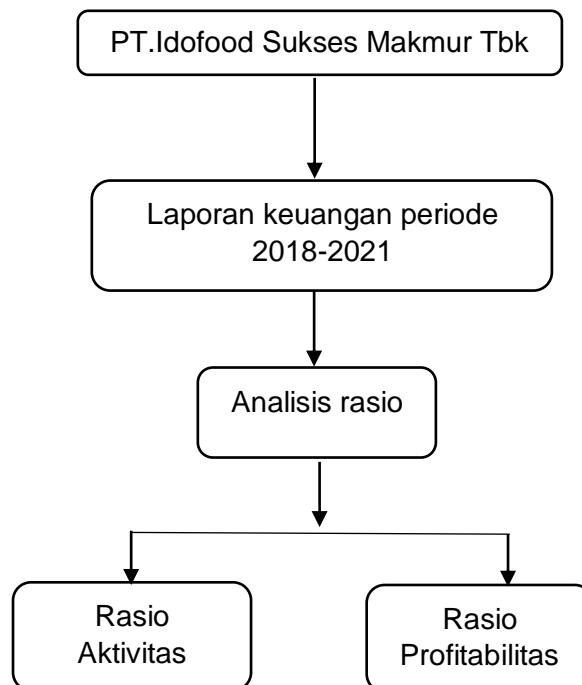 PT.Idofood Sukses Makmur Tbk
Laporan keuangan periode
2018-2021
Analisis rasio
Rasio
Aktivitas
Rasio
Profitabilitas